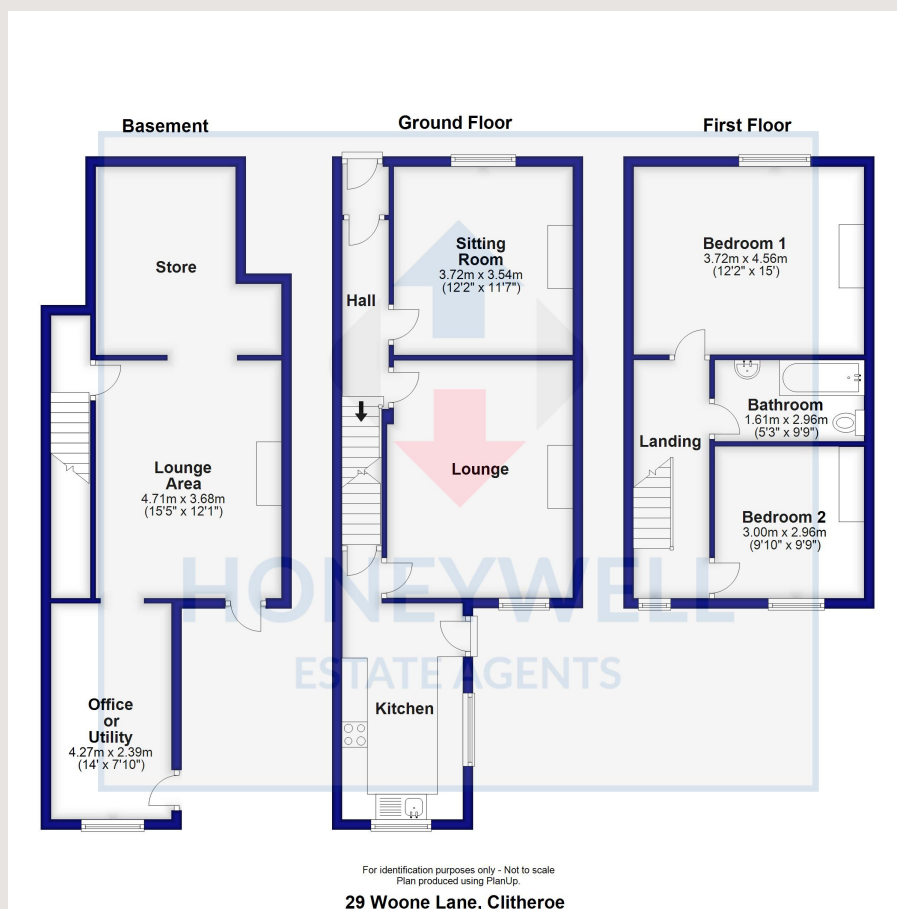 Basement
Ground Floor
First Floor
Store
Lounge
Area
4.71m x 3.68m
(15'5" x 12'1")
Office
or
Utility
4.27m x 2.39m
(14' x 7'10")
Sitting
Room
3.72m x 3.54m
(12'2" x 11'7")
Hall
Lounge
Kitchen
Bedroom 1
3.72m x 4.56m
(12'2" x 15')
Bathroom
1.61m x 2.96m
(5'3" x 9'9")
Landing
Bedroom 2
3.00m x 2.96m
(9'10" x 9'9")
HONEYWELL
ESTATE AGENTS
For identification purposes only - Not to scale
Plan produced using PlanUp.
29 Woone Lane, Clitheroe